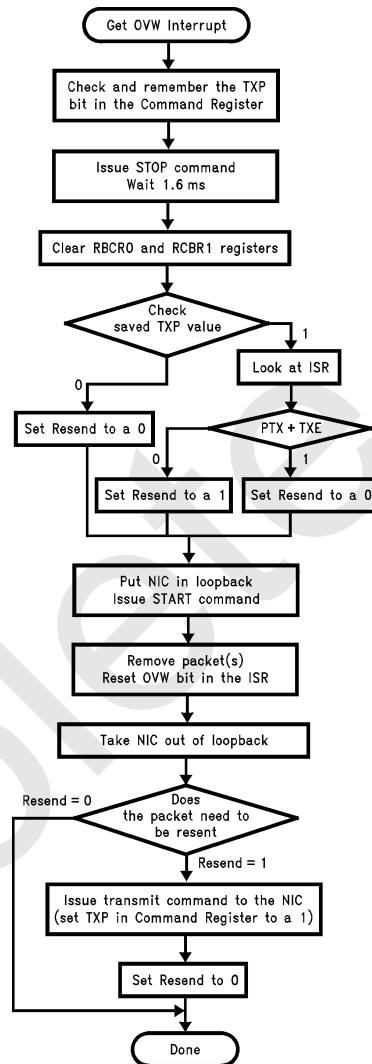 Get OVW Interrupt
Check and remember the TXP
bit in the Command Register
Issue STOP command
Wait 1.6 ms
Clear RBCR0 and RCBR1 registers
Check
saved TXP value
1
Look at ISR
0
Set Resend to a 0
PTX + TXE
0
1
Set Resend to a 1
Set Resend to a 0
Put NIC in loopback
Issue START command
Remove packet(s)
Reset OVW bit in the ISR
Take NIC out of loopback
Resend = 0
Does
the packet need to
be resent
Resend = 1
Issue transmit command to the NIC
(set TXP in Command Register to a 1)
Set Resend to 0
Done